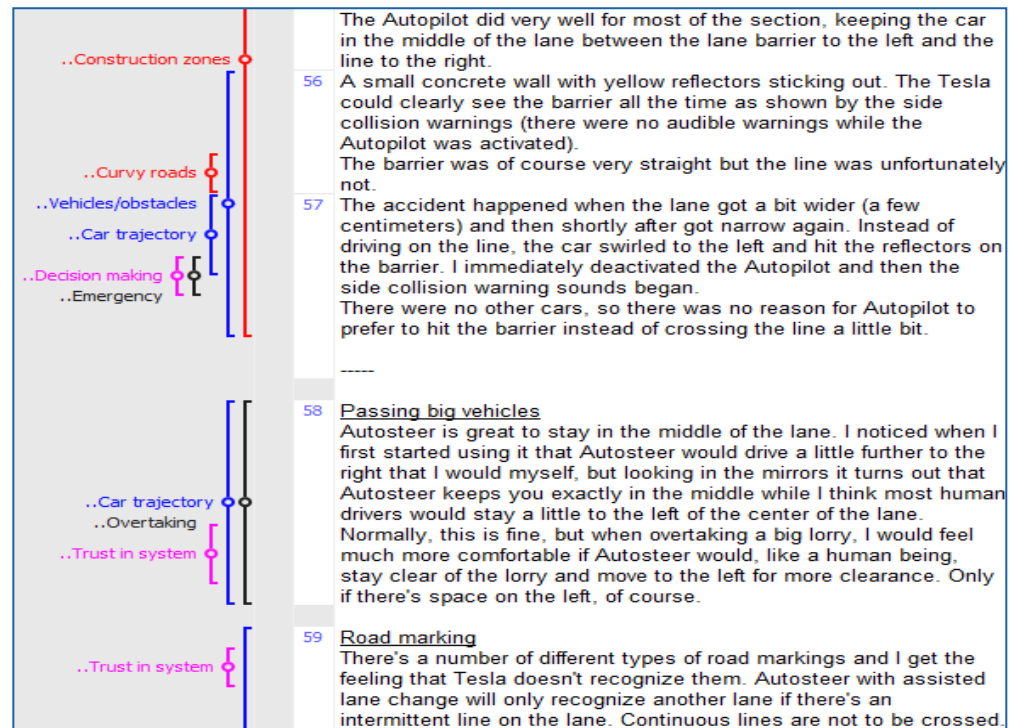 The Autopilot did very well for most of the section, keeping the car
in the middle of the lane between the lane barrier to the left and the
..Construction zones
line to the right.
56 A small concrete wall with yellow reflectors sticking out. The Tesla
could clearly see the barrier all the time as shown by the side
collision warnings (there were no audible warnings while the
Autopilot was activated).
..Curvy roads
The barrier was of course very straight but the line was unfortunately
not.
..Vehicles/obstacles
57 The accident happened when the lane got a bit wider (a few
..Car trajectory
centimeters) and then shortly after got narrow again. Instead of
driving on the line, the car swirled to the left and hit the reflectors on
..Decision making
the barrier. I immediately deactivated the Autopilot and then the
..Emergency
side collision warning sounds began.
There were no other cars, so there was no reason for Autopilot to
prefer to hit the barrier instead of crossing the line a little bit.
-----
58 Passing big vehicles
Autosteer is great to stay in the middle of the lane. I noticed when I
first started using it that Autosteer would drive a little further to the
right that I would myself, but looking in the mirrors it turns out that
..Car trajectory
Autosteer keeps you exactly in the middle while I think most human
..Overtaking
drivers would stay a little to the left of the center of the lane.
Normally, this is fine, but when overtaking a big lorry, I would feel
..Trust in system
much more comfortable if Autosteer would, like a human being,
stay clear of the lorry and move to the left for more clearance. Only
if there's space on the left, of course.
59 Road marking
..Trust in system
There's a number of different types of road markings and I get the
feeling that Tesla doesn't recognize them. Autosteer with assisted
lane change will only recognize another lane if there's an
intermittent line on the lane. Continuous lines are not to be crossed.